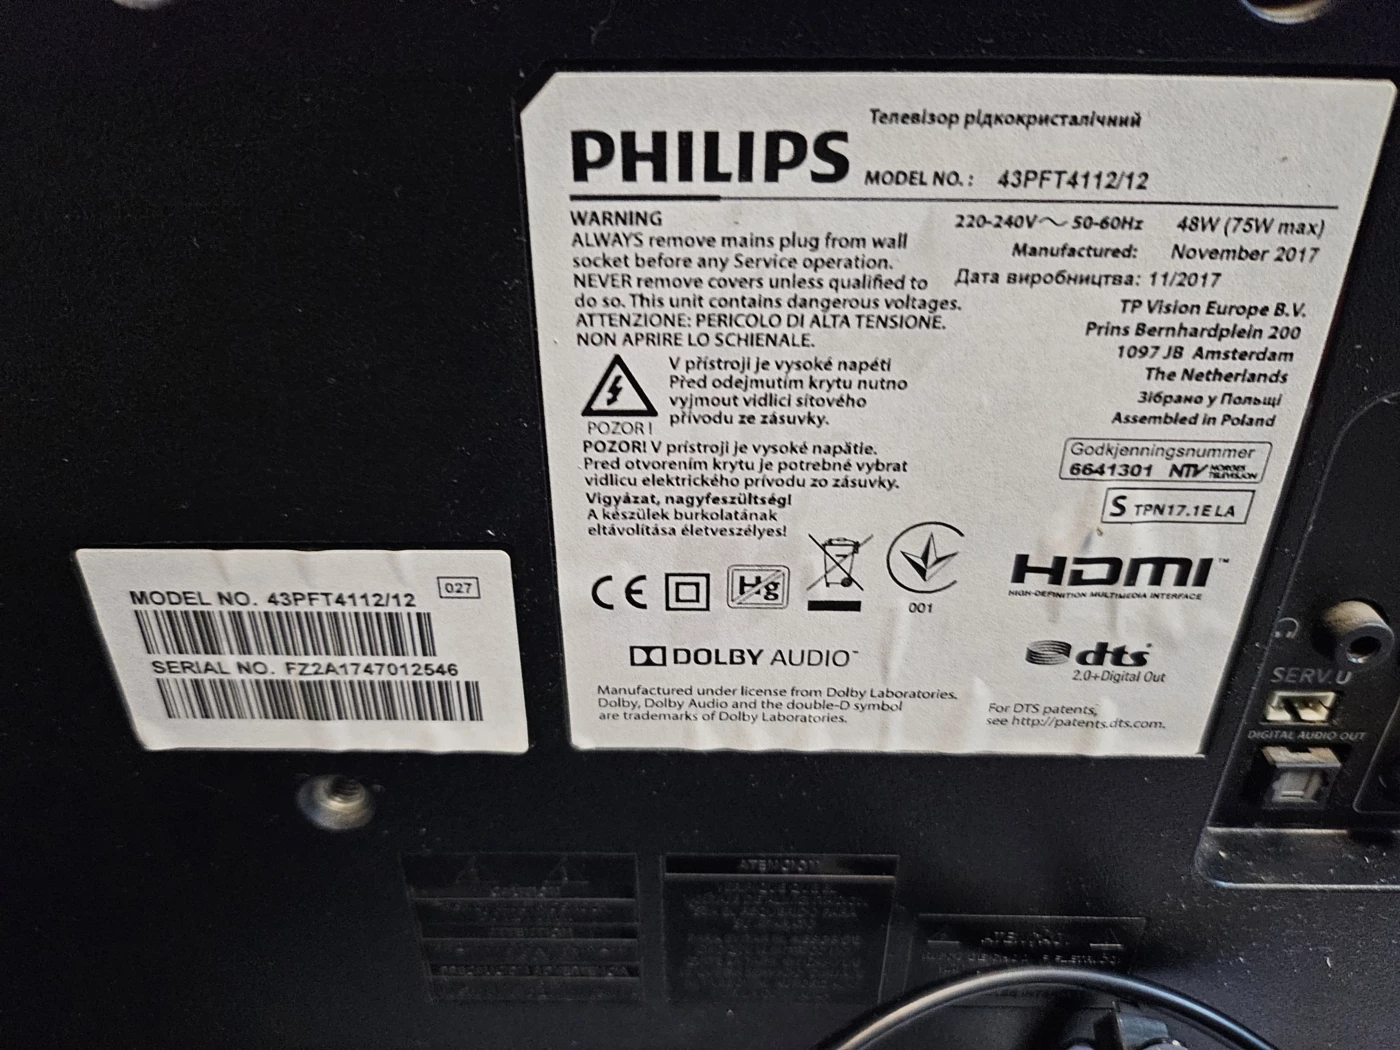 Телевізор рідкокристалічний
PHILIPS
MODEL NO.: 43PFT4112/12
WARNING
ALWAYS remove mains plug from wall
socket before any Service operation.
NEVER remove covers unless qualified to
do so. This unit contains dangerous voltages.
ATTENZIONE: PERICOLO DI ALTA TENSIONE.
NON APRIRE LO SCHIENALE.
V přístroji je vysoké napětí
Před odejmutím krytu nutno
vyjmout vidlici síťového
přívodu ze zásuvky.
POZOR!
POZOR! V prístroji je vysoké napätie.
Pred otvorením krytu je potrebné vybrat
vidlicu elektrického prívodu zo zásuvky.
Vigyázat, nagyfeszültség!
A készülek burkolatának
eltávolítása életveszélyes!
220-240V~ 50-60Hz 48W (75W max)
Manufactured: November 2017
Дата виробництва: 11/2017
TP Vision Europe B.V.
Prins Bernhardplein 200
1097 JB Amsterdam
The Netherlands
Зібрано у Польщі
Assembled in Poland
Godkjenningsnummer
6641301 NTV NORGES TELEVISJON
S TPN17.1E LA
CE Hg
001
HDMI™
HIGH-DEFINITION MULTIMEDIA INTERFACE
DOLBY AUDIO™
dts
2.0+Digital Out
Manufactured under license from Dolby Laboratories.
Dolby, Dolby Audio and the double-D symbol
are trademarks of Dolby Laboratories.
For DTS patents,
see http://patents.dts.com.
027
MODEL NO. 43PFT4112/12
SERIAL NO. FZ2A1747012546
SERV.U
DIGITAL AUDIO OUT
ATENCION